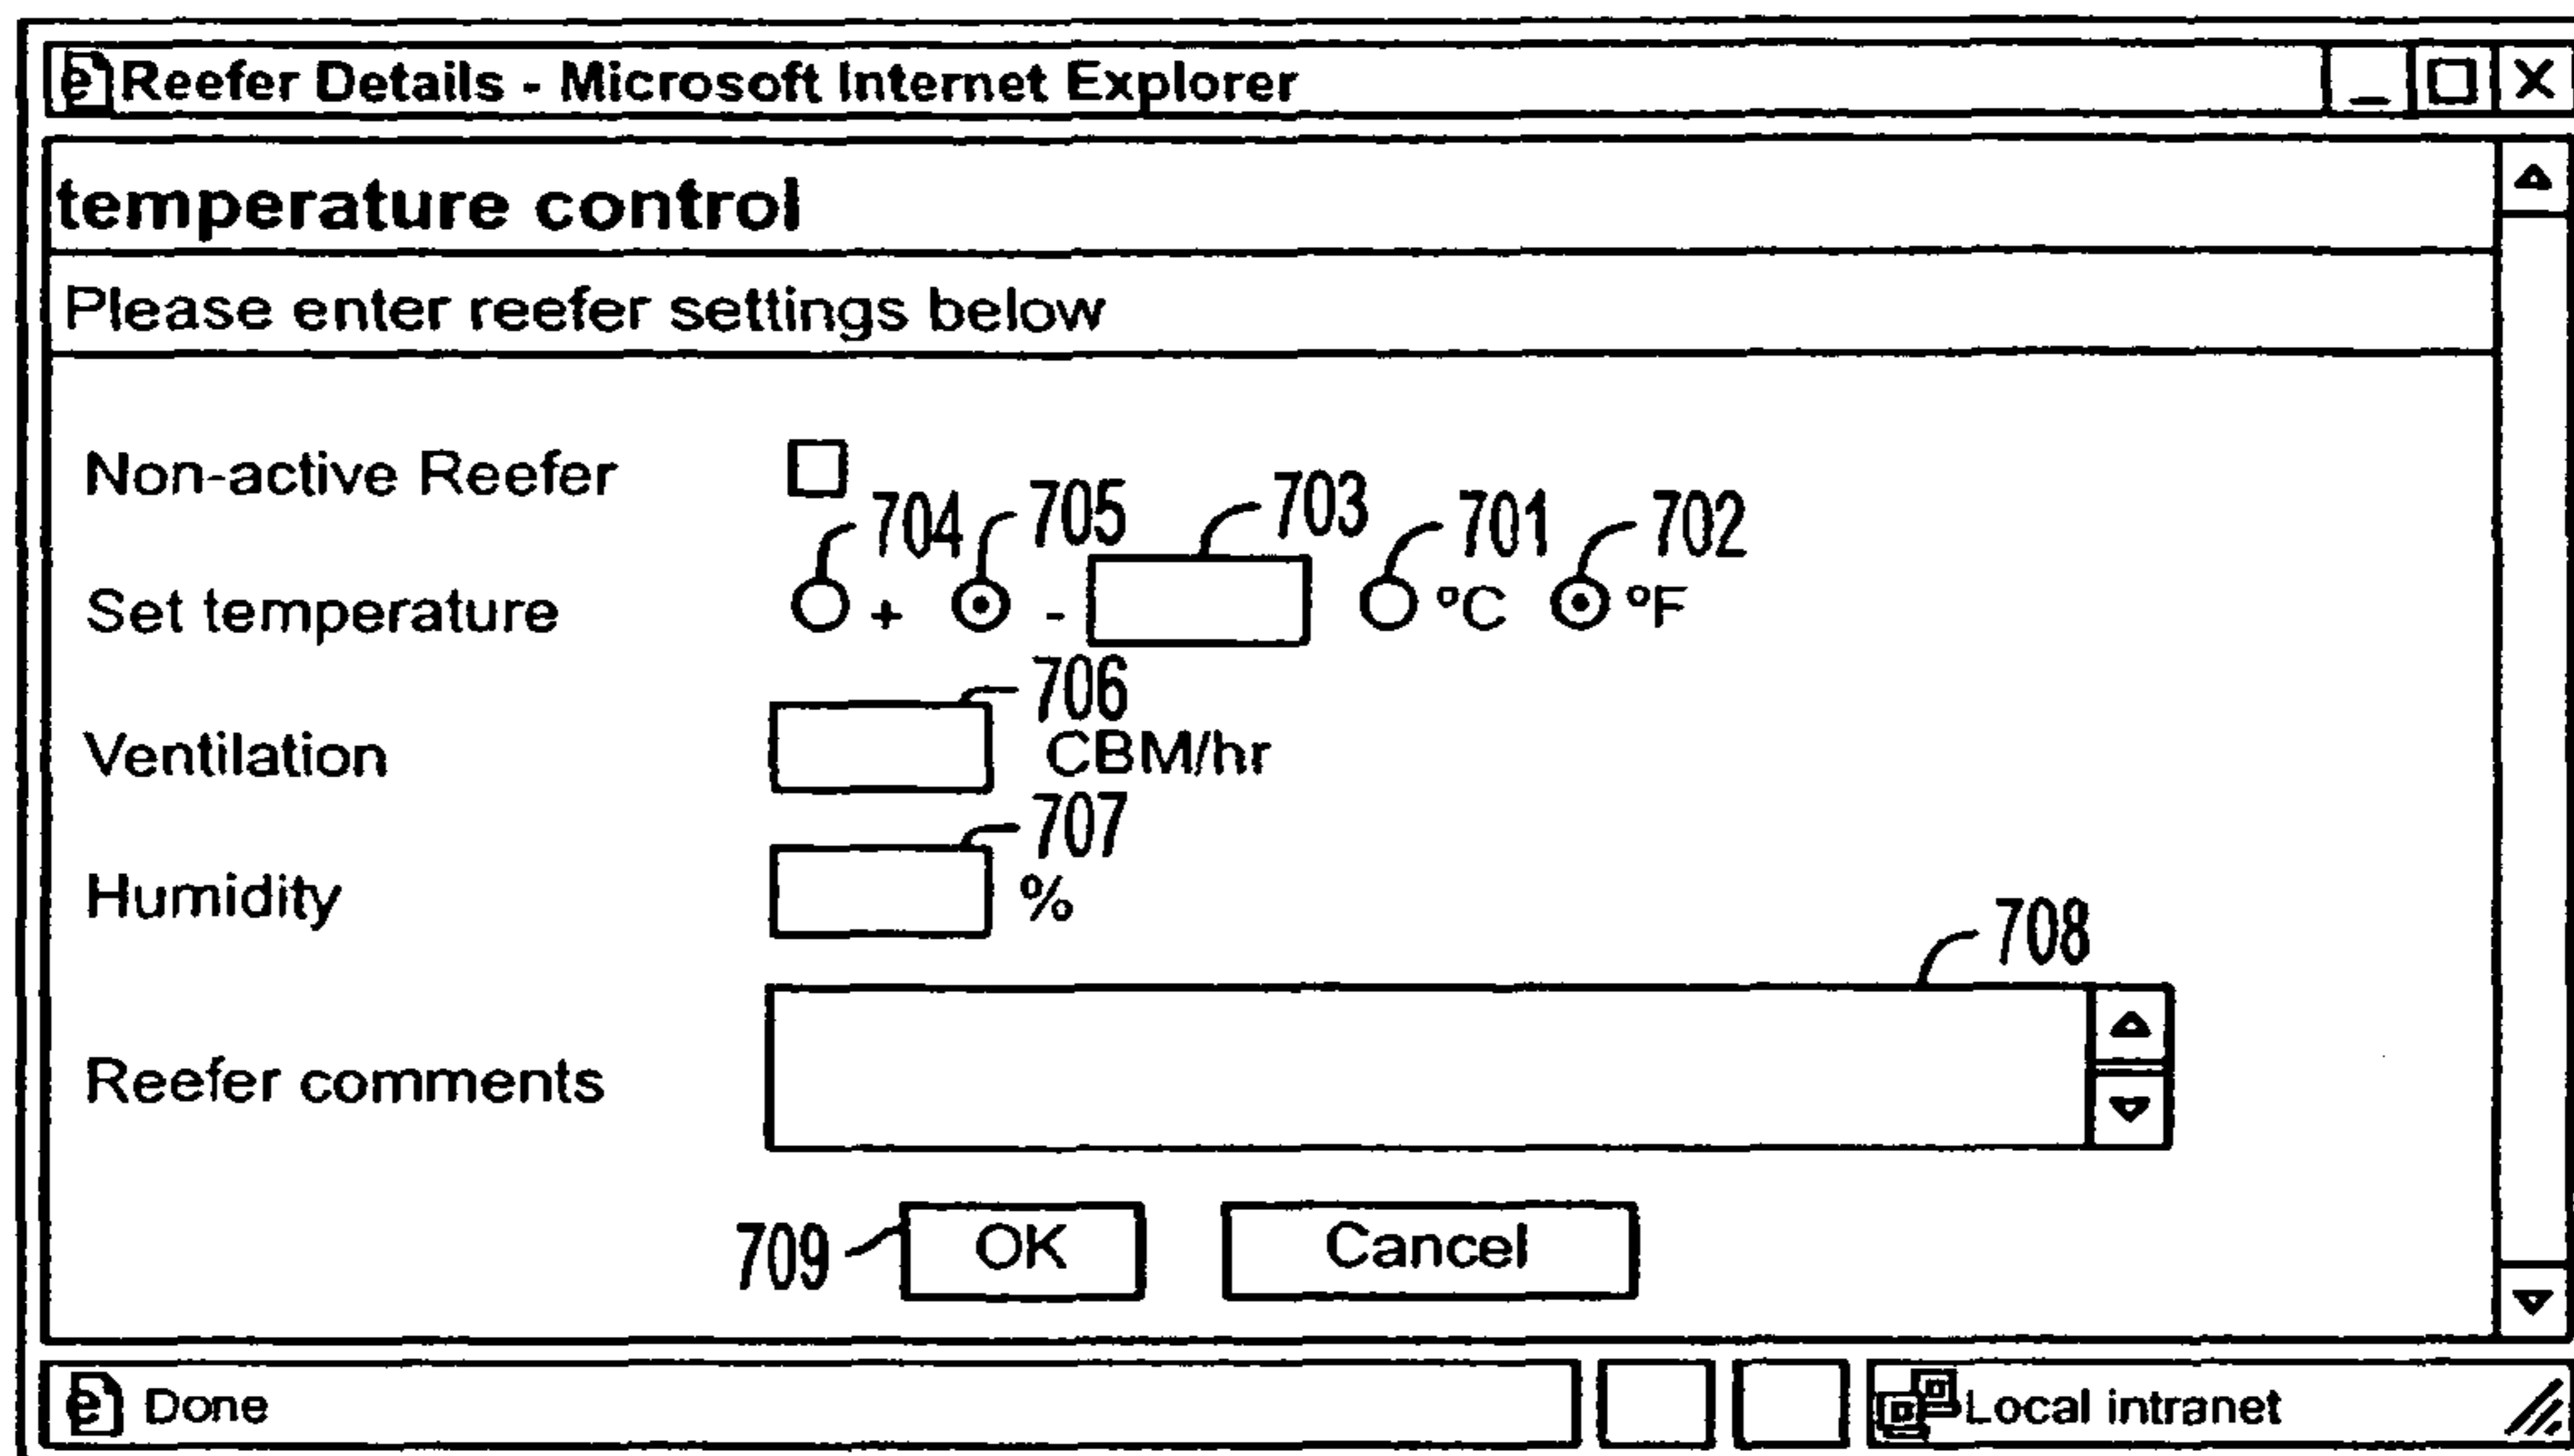 Reefer Details - Microsoft Internet Explorer
temperature control
Please enter reefer settings below
Non-active Reefer
704 705 703 701 702
Set temperature + - °C °F
706
Ventilation CBM/hr
707
Humidity %
708
Reefer comments
709 OK Cancel
Done Local intranet